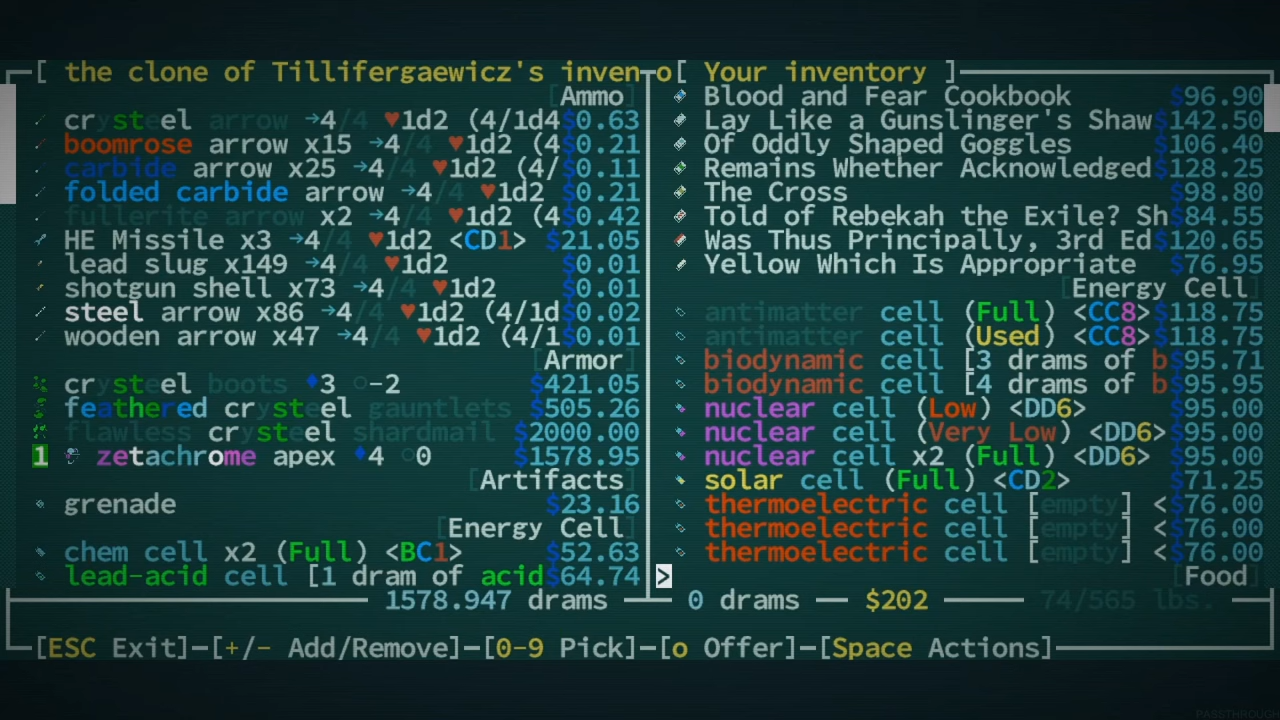 [ the clone of Tillifergaewicz's inven
[Ammo]
crysteel arrow →4/4 ♥1d2 (4/1d4 $0.63
boomrose arrow x15 →4/4 ♥1d2 (4 $0.21
carbide arrow x25 →4/4 ♥1d2 (4/ $0.11
folded carbide arrow →4/4 ♥1d2 $0.21
fullerite arrow x2 →4/4 ♥1d2 (4 $0.42
HE Missile x3 →4/4 ♥1d2 <CD1> $21.05
lead slug x149 →4/4 ♥1d2 $0.01
shotgun shell x73 →4/4 ♥1d2 $0.01
steel arrow x86 →4/4 ♥1d2 (4/1d $0.02
wooden arrow x47 →4/4 ♥1d2 (4/1 $0.01
[Armor]
crysteel boots ♦3 ○-2 $421.05
feathered crysteel gauntlets $505.26
flawless crysteel shardmail $2000.00
1 zetachrome apex ♦4 ○0 $1578.95
[Artifacts]
grenade $23.16
[Energy Cell]
chem cell x2 (Full) <BC1> $52.63
lead-acid cell [1 dram of acid $64.74
o[ Your inventory ]
Blood and Fear Cookbook $96.90
Lay Like a Gunslinger's Shaw $142.50
Of Oddly Shaped Goggles $106.40
Remains Whether Acknowledged $128.25
The Cross $98.80
Told of Rebekah the Exile? Sh $84.55
Was Thus Principally, 3rd Ed $120.65
Yellow Which Is Appropriate $76.95
[Energy Cell]
antimatter cell (Full) <CC8> $118.75
antimatter cell (Used) <CC8> $118.75
biodynamic cell [3 drams of b $95.71
biodynamic cell [4 drams of b $95.95
nuclear cell (Low) <DD6> $95.00
nuclear cell (Very Low) <DD6> $95.00
nuclear cell x2 (Full) <DD6> $95.00
solar cell (Full) <CD2> $71.25
thermoelectric cell [empty] < $76.00
thermoelectric cell [empty] < $76.00
thermoelectric cell [empty] < $76.00
> [Food]
1578.947 drams 0 drams — $202 74/565 lbs.
[ESC Exit]-[+/- Add/Remove]-[0-9 Pick]-[o Offer]-[Space Actions]